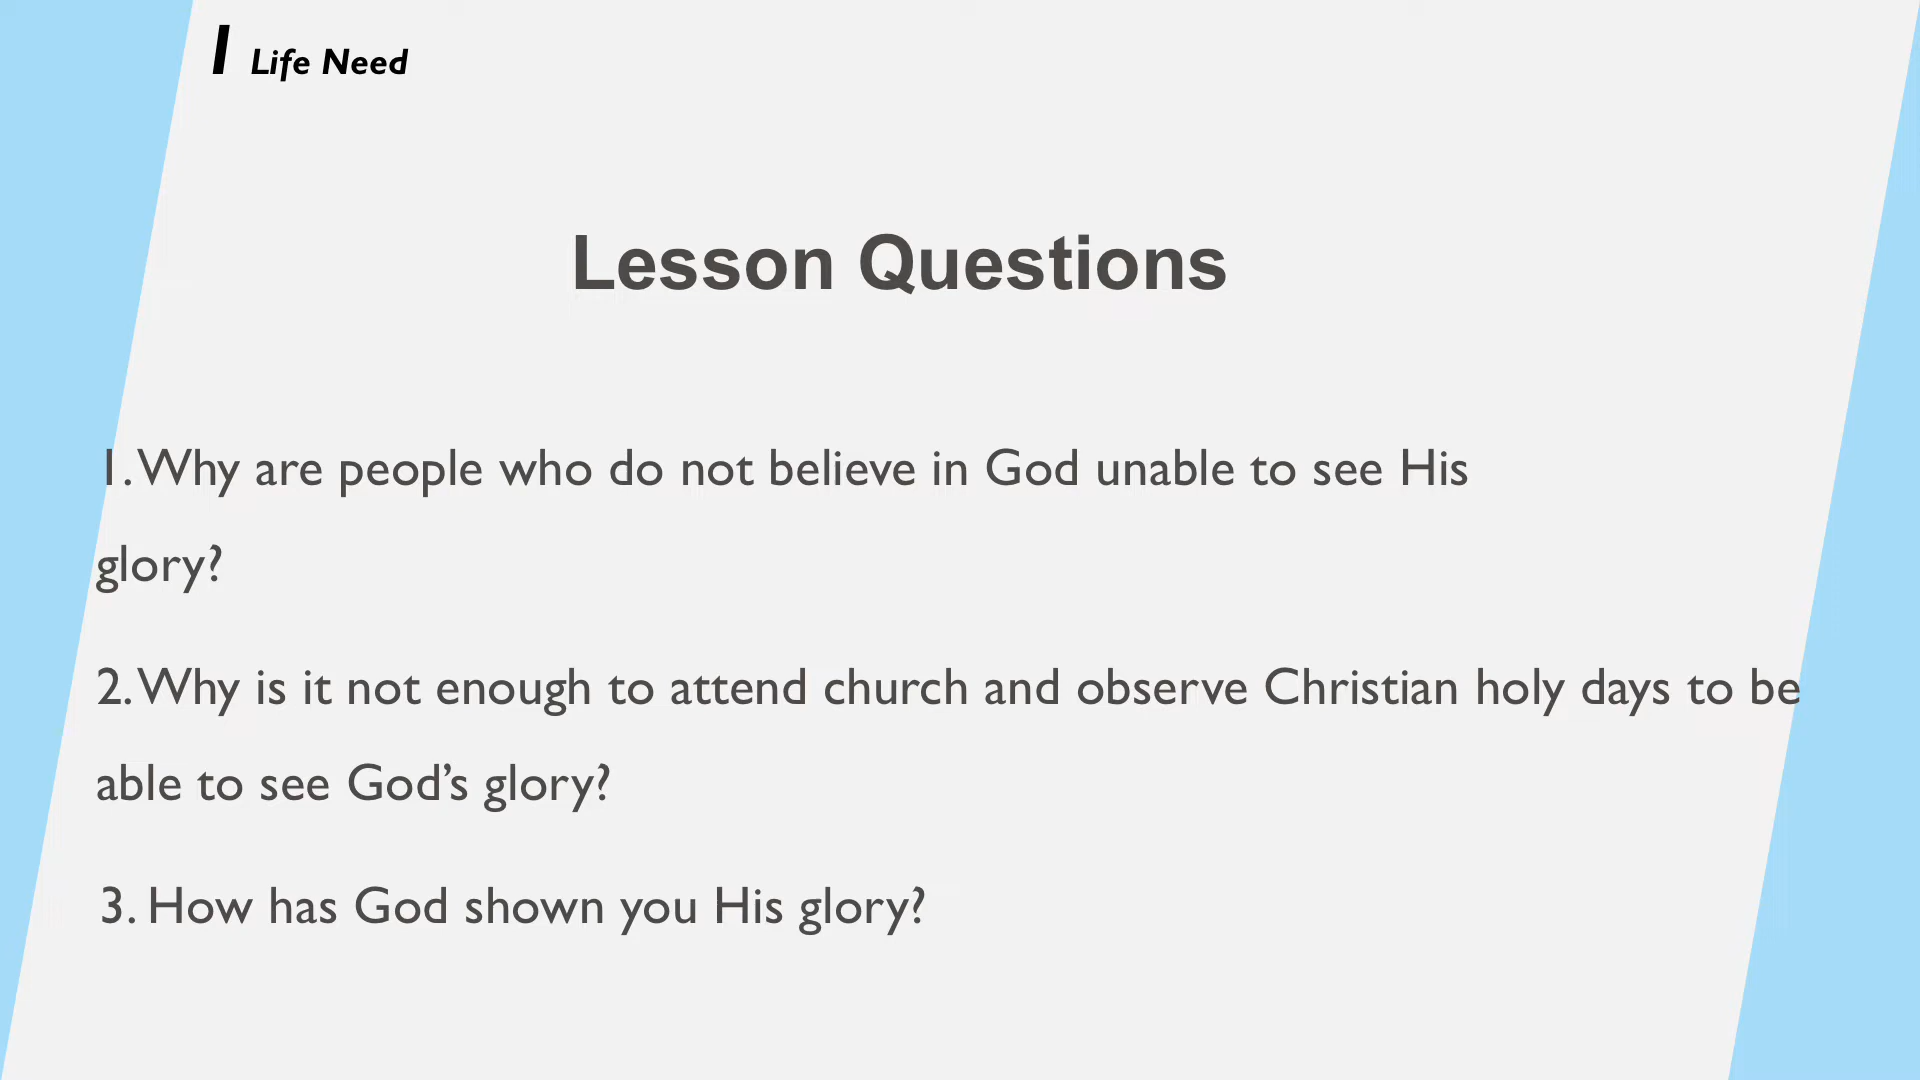 1 Life Need
Lesson Questions
1. Why are people who do not believe in God unable to see His
glory?
2. Why is it not enough to attend church and observe Christian holy days to be
able to see God’s glory?
3. How has God shown you His glory?